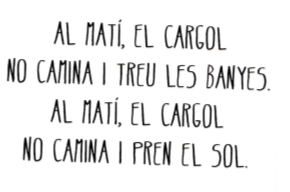 AL MATÍ, EL CARGOL
NO CAMINA I TREU LES BANYES.
AL MATÍ, EL CARGOL
NO CAMINA I PREN EL SOL.